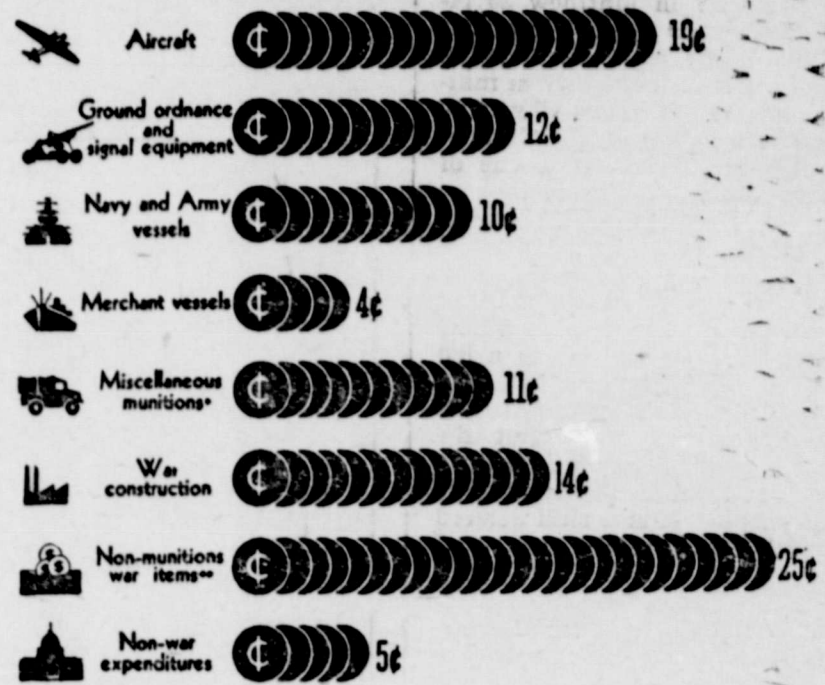 Aircraft 19¢
Ground ordnance
and
signal equipment 12¢
Navy and Army
vessels 10¢
Merchant vessels 4¢
Miscellaneous
munitions* 11¢
War
construction 14¢
Non-munitions
war items** 25¢
Non-war
expenditures 5¢